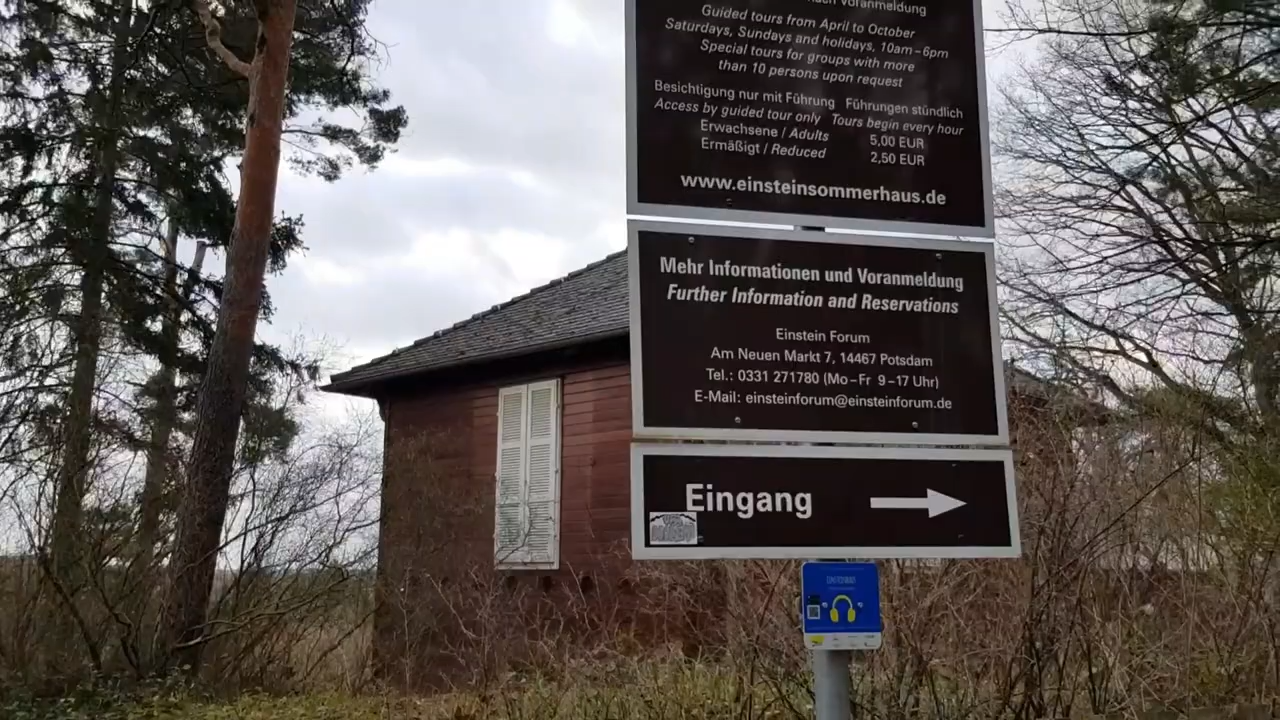 Voranmeldung
Guided tours from April to October
Saturdays, Sundays and holidays, 10am – 6pm
Special tours for groups with more
than 10 persons upon request
Besichtigung nur mit Führung Führungen stündlich
Access by guided tour only Tours begin every hour
Erwachsene / Adults 5,00 EUR
Ermäßigt / Reduced 2,50 EUR
www.einsteinsommerhaus.de
Mehr Informationen und Voranmeldung
Further Information and Reservations
Einstein Forum
Am Neuen Markt 7, 14467 Potsdam
Tel.: 0331 271780 (Mo – Fr 9 – 17 Uhr)
E-Mail: einsteinforum@einsteinforum.de
Eingang